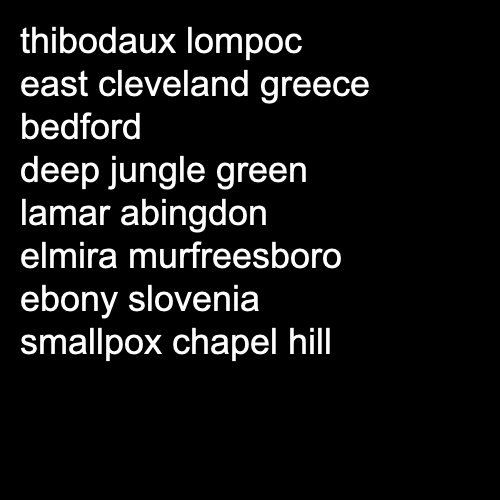 thibodaux lompoc
east cleveland greece
bedford
deep jungle green
lamar abingdon
elmira murfreesboro
ebony slovenia
smallpox chapel hill